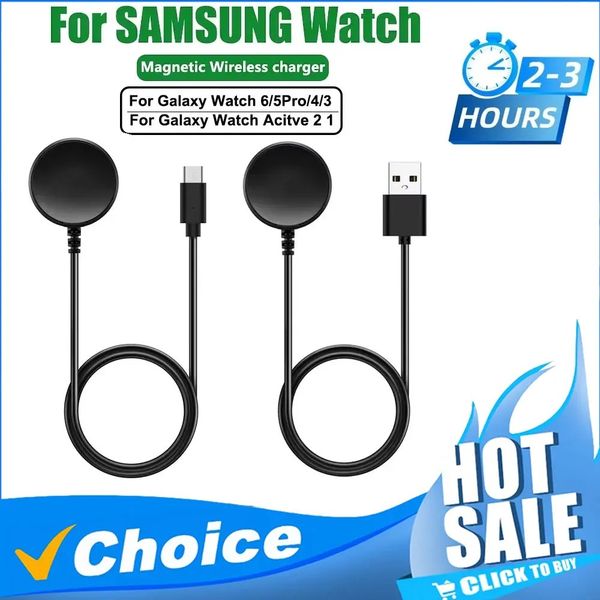 For SAMSUNG Watch
Magnetic Wireless charger
For Galaxy Watch 6/5Pro/4/3
For Galaxy Watch Acitve 2 1
2-3
HOURS
HOT
SALE
CLICK TO BUY
Choice